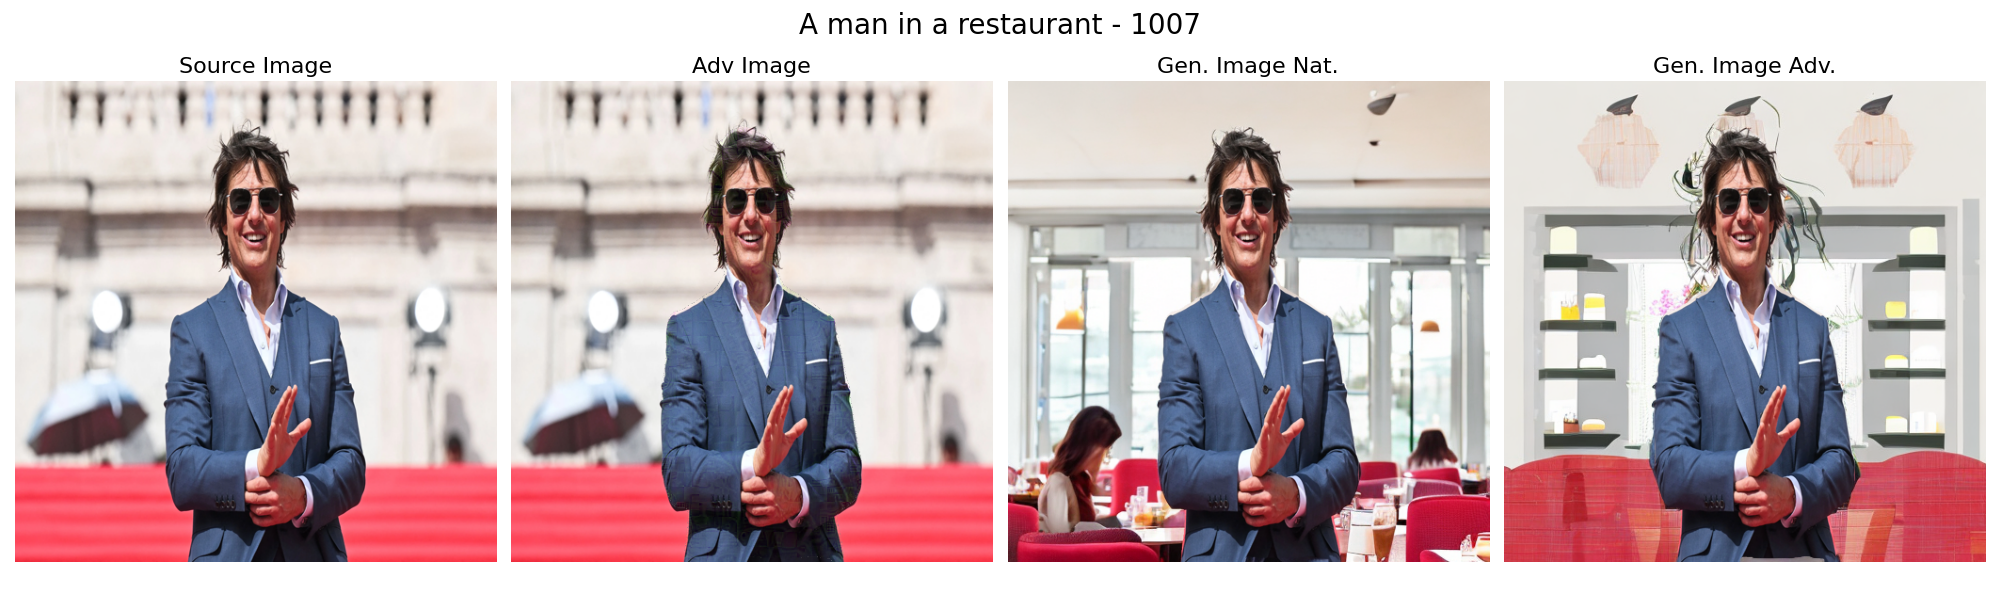 A man in a restaurant - 1007
Source Image
Adv Image
Gen. Image Nat.
Gen. Image Adv.